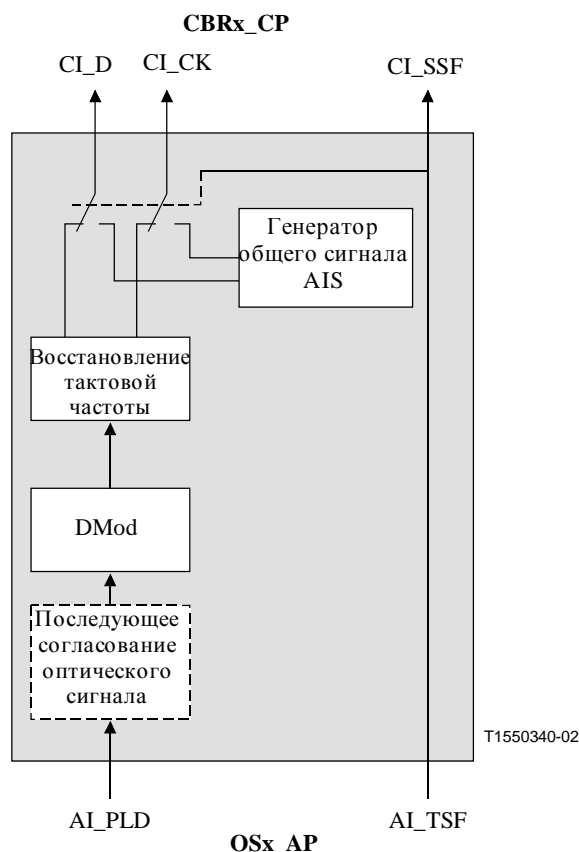 CBRx_CP
CI_D CI_CK CI_SSF
Генератор
общего сигнала
AIS
Восстановление
тактовой
частоты
DMod
Последующее
согласование
оптического
сигнала
T1550340-02
AI_PLD AI_TSF
OSx_AP